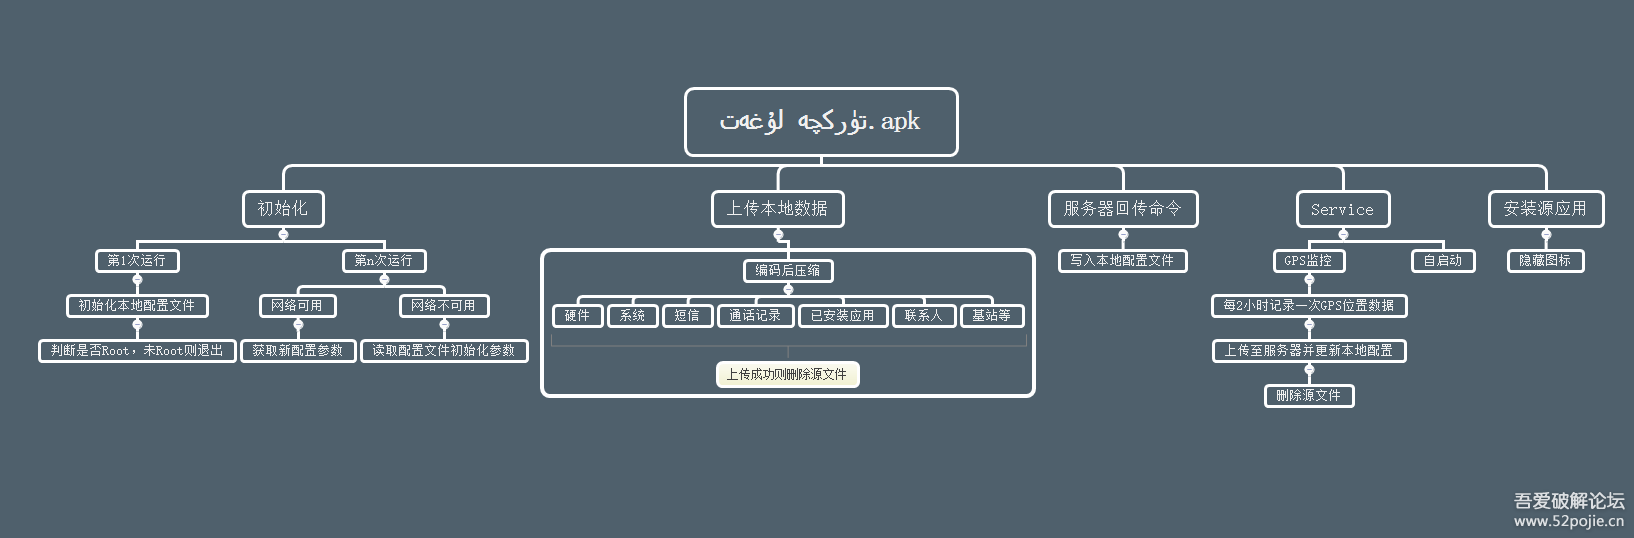 تۈركچە لۇغەت.apk
初始化
上传本地数据
服务器回传命令
Service
安装源应用
第1次运行
第n次运行
编码后压缩
写入本地配置文件
GPS监控
自启动
隐藏图标
初始化本地配置文件
网络可用
网络不可用
硬件
系统
短信
通话记录
已安装应用
联系人
基站等
每2小时记录一次GPS位置数据
判断是否Root，未Root则退出
获取新配置参数
读取配置文件初始化参数
上传成功则删除源文件
上传至服务器并更新本地配置
删除源文件
吾爱破解论坛
www.52pojie.cn